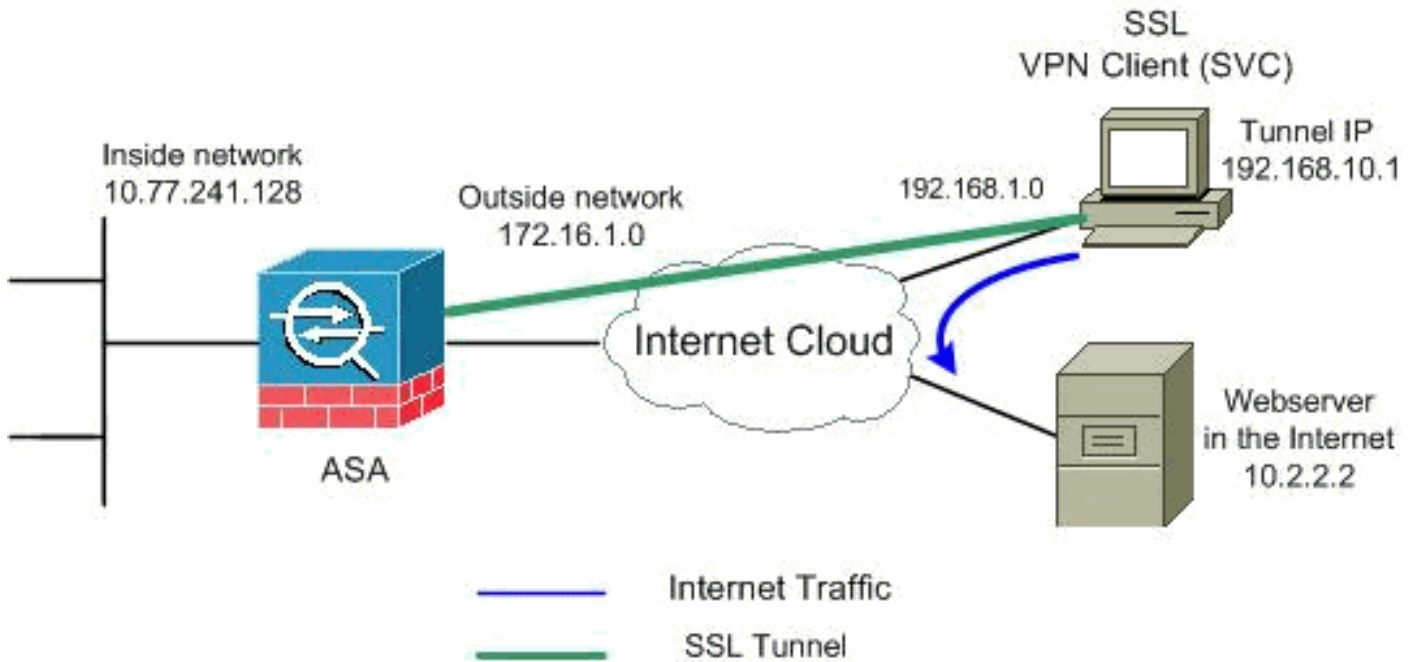 SSL
VPN Client (SVC)
Tunnel IP
192.168.10.1
Inside network
10.77.241.128
Outside network
172.16.1.0
192.168.1.0
Internet Cloud
ASA
Webserver
in the Internet
10.2.2.2
Internet Traffic
SSL Tunnel